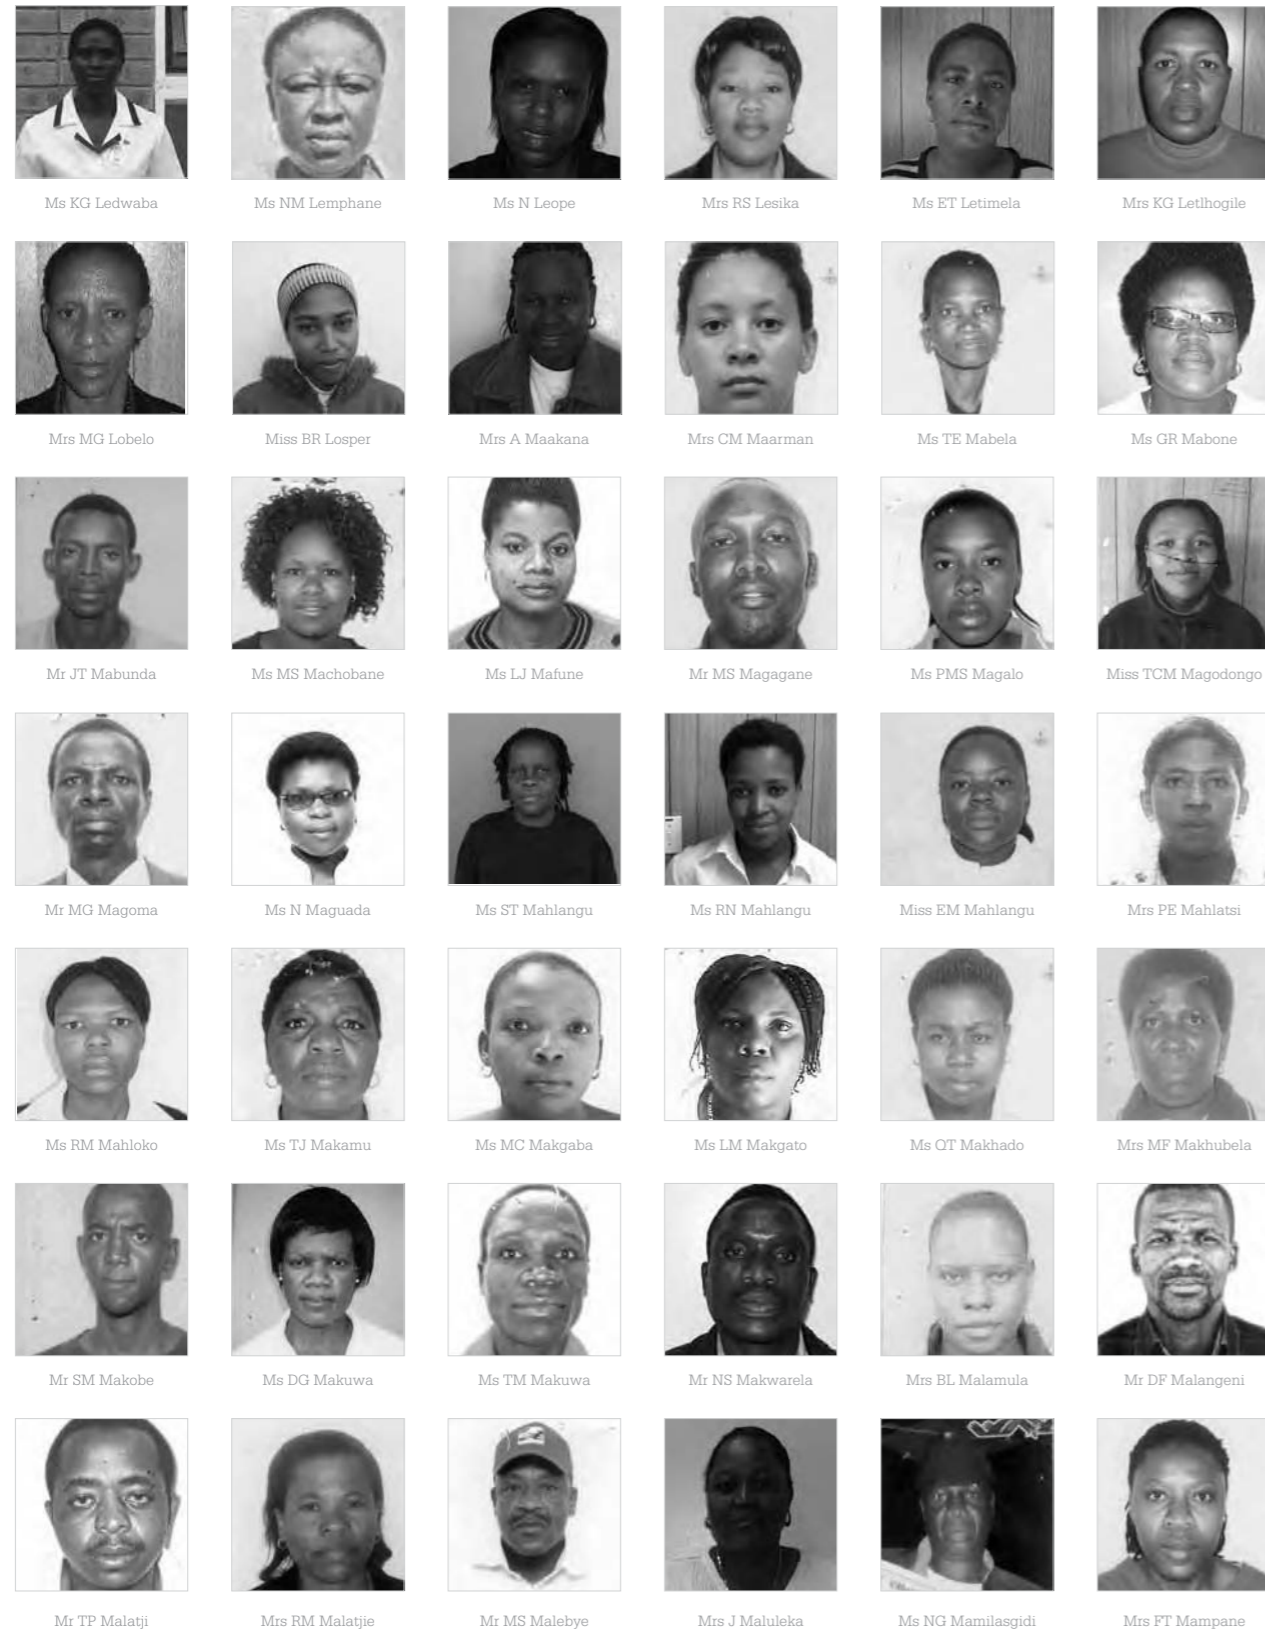 Ms KG Ledwaba
Ms NM Lemphane
Ms N Leope
Mrs RS Lesika
Ms ET Letimela
Mrs KG Letlhogile
Mrs MG Lobelo
Miss BR Losper
Mrs A Maakana
Mrs CM Maarman
Ms TE Mabela
Ms GR Mabone
Mr JT Mabunda
Ms MS Machobane
Ms LJ Mafune
Mr MS Magagane
Ms PMS Magalo
Miss TCM Magodongo
Mr MG Magoma
Ms N Maguada
Ms ST Mahlangu
Ms RN Mahlangu
Miss EM Mahlangu
Mrs PE Mahlatsi
Ms RM Mahloko
Ms TJ Makamu
Ms MC Makgaba
Ms LM Makgato
Ms QT Makhado
Mrs MF Makhubela
Mr SM Makobe
Ms DG Makuwa
Ms TM Makuwa
Mr NS Makwarela
Mrs BL Malamula
Mr DF Malangeni
Mr TP Malatji
Mrs RM Malatjie
Mr MS Malebye
Mrs J Maluleka
Ms NG Mamilasgidi
Mrs FT Mampane